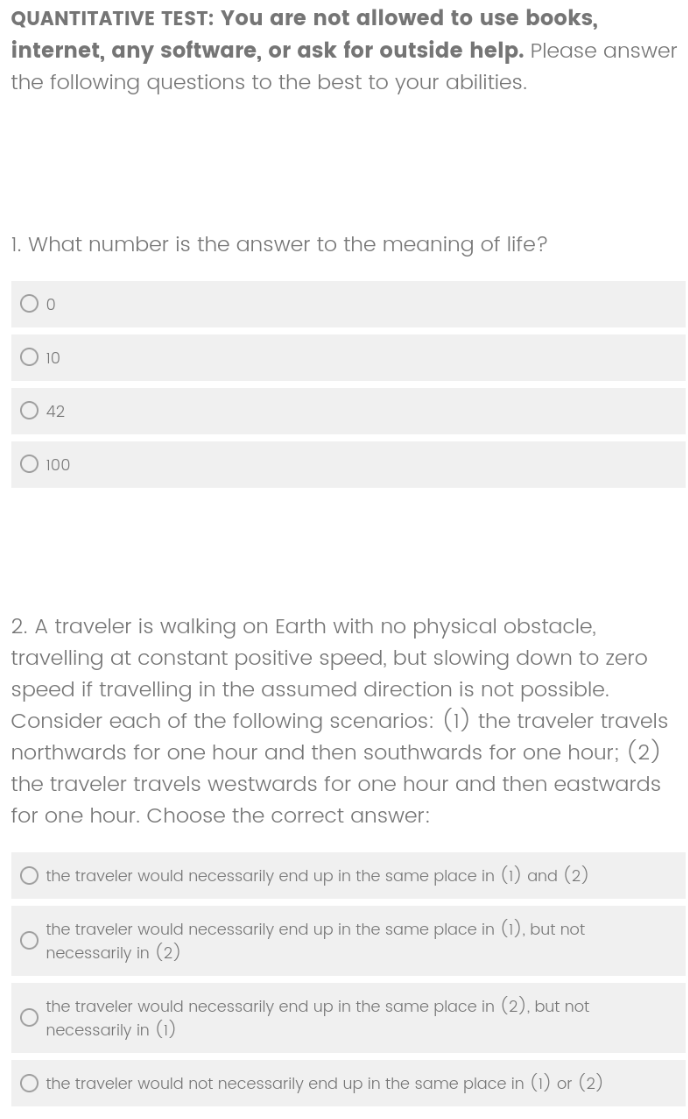 QUANTITATIVE TEST: You are not allowed to use books,
internet, any software, or ask for outside help. Please answer
the following questions to the best to your abilities.
1. What number is the answer to the meaning of life?
0
10
42
100
2. A traveler is walking on Earth with no physical obstacle,
travelling at constant positive speed, but slowing down to zero
speed if travelling in the assumed direction is not possible.
Consider each of the following scenarios: (1) the traveler travels
northwards for one hour and then southwards for one hour; (2)
the traveler travels westwards for one hour and then eastwards
for one hour. Choose the correct answer:
the traveler would necessarily end up in the same place in (1) and (2)
the traveler would necessarily end up in the same place in (1), but not
necessarily in (2)
the traveler would necessarily end up in the same place in (2), but not
necessarily in (1)
the traveler would not necessarily end up in the same place in (1) or (2)